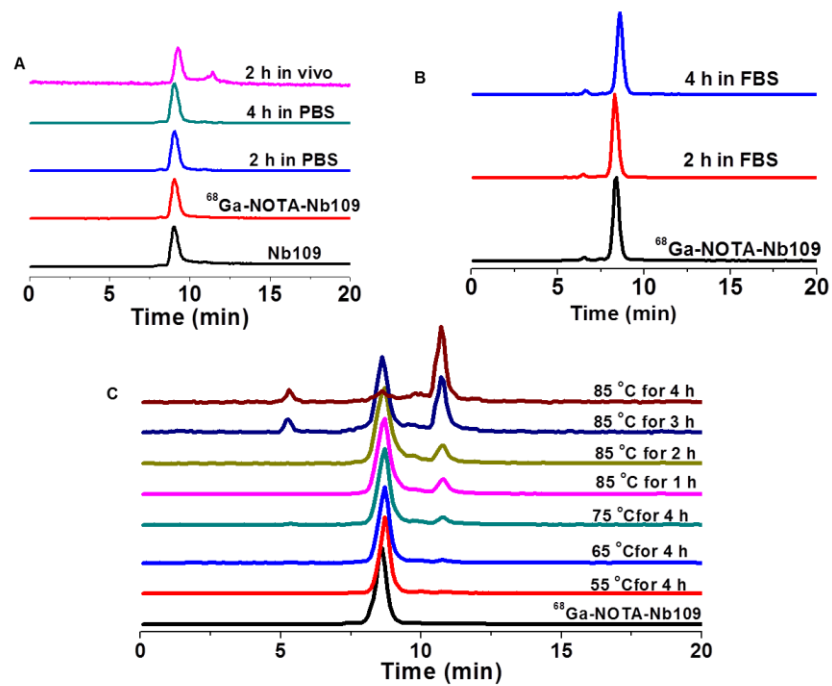 A
2 h in vivo
4 h in PBS
2 h in PBS
⁶⁸Ga-NOTA-Nb109
Nb109
0 5 10 15 20
Time (min)
B
4 h in FBS
2 h in FBS
⁶⁸Ga-NOTA-Nb109
0 5 10 15 20
Time (min)
C
85 °C for 4 h
85 °C for 3 h
85 °C for 2 h
85 °C for 1 h
75 °Cfor 4 h
65 °Cfor 4 h
55 °Cfor 4 h
⁶⁸Ga-NOTA-Nb109
0 5 10 15 20
Time (min)